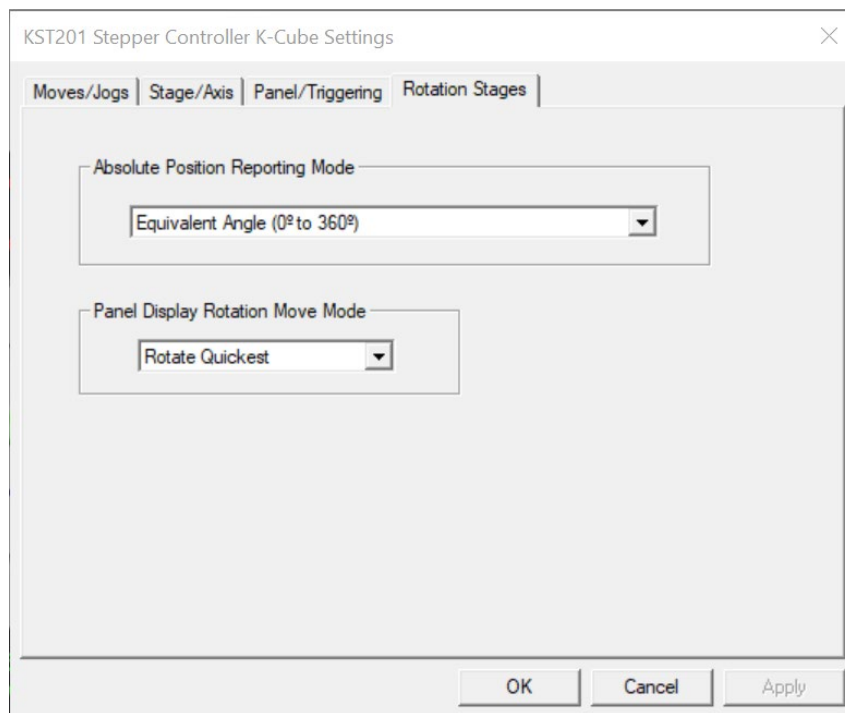 KST201 Stepper Controller K-Cube Settings
Moves/Jogs Stage/Axis Panel/Triggering Rotation Stages
Absolute Position Reporting Mode
Equivalent Angle (0º to 360º)
Panel Display Rotation Move Mode
Rotate Quickest
OK Cancel Apply